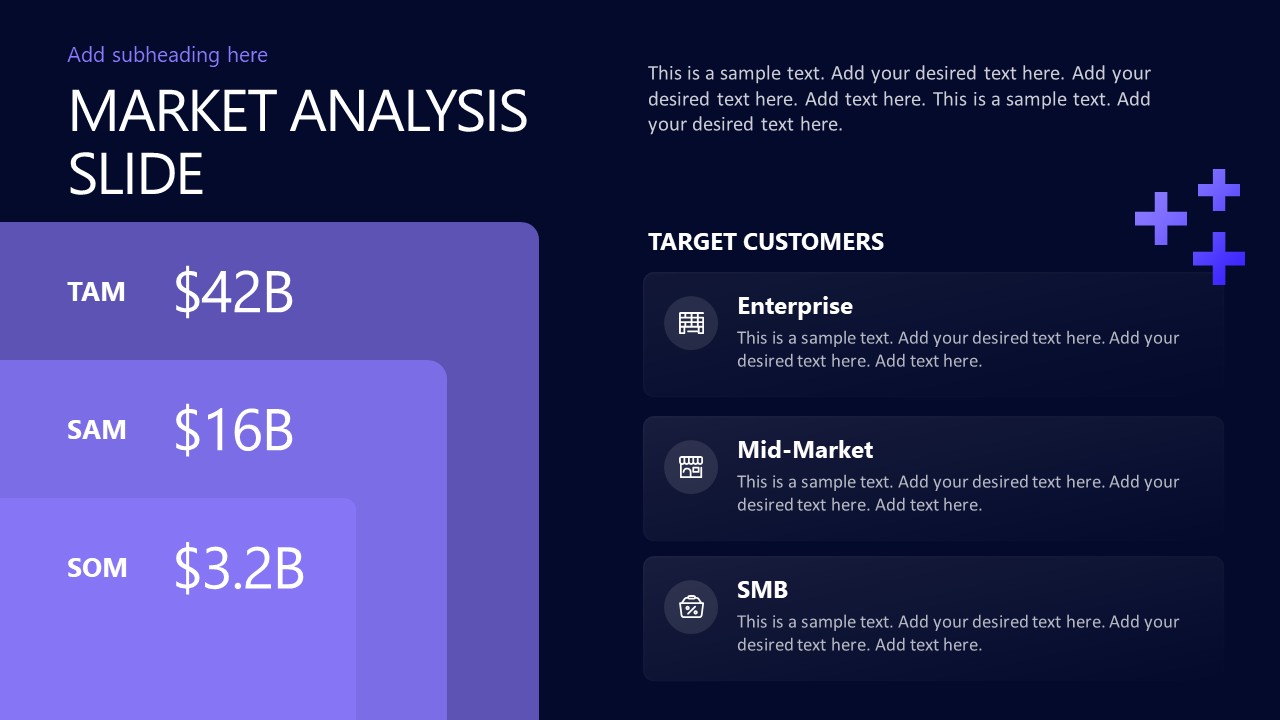 Add subheading here
MARKET ANALYSIS
SLIDE
TAM $42B
SAM $16B
SOM $3.2B
This is a sample text. Add your desired text here. Add your
desired text here. Add text here. This is a sample text. Add
your desired text here.
TARGET CUSTOMERS
Enterprise
This is a sample text. Add your desired text here. Add your
desired text here. Add text here.
Mid-Market
This is a sample text. Add your desired text here. Add your
desired text here. Add text here.
SMB
This is a sample text. Add your desired text here. Add your
desired text here. Add text here.